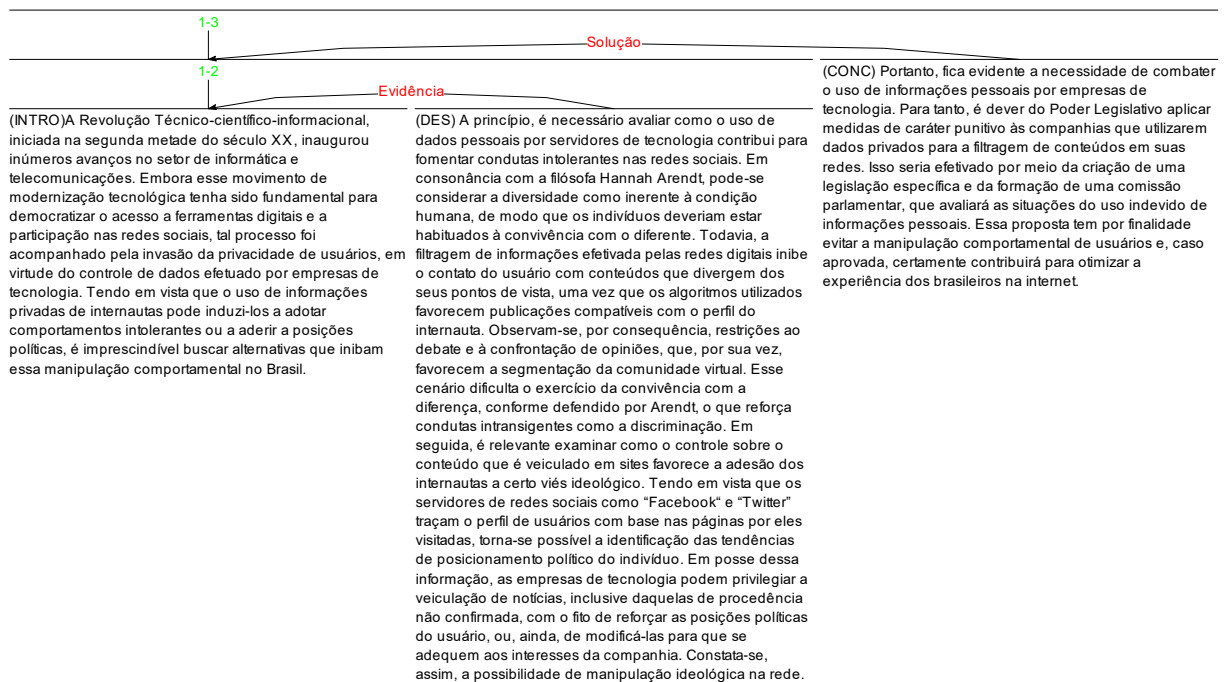 1-3
Solução
1-2
Evidência
(INTRO)A Revolução Técnico-científico-informacional,
iniciada na segunda metade do século XX, inaugurou
inúmeros avanços no setor de informática e
telecomunicações. Embora esse movimento de
modernização tecnológica tenha sido fundamental para
democratizar o acesso a ferramentas digitais e a
participação nas redes sociais, tal processo foi
acompanhado pela invasão da privacidade de usuários, em
virtude do controle de dados efetuado por empresas de
tecnologia. Tendo em vista que o uso de informações
privadas de internautas pode induzi-los a adotar
comportamentos intolerantes ou a aderir a posições
políticas, é imprescindível buscar alternativas que inibam
essa manipulação comportamental no Brasil.
(DES) A princípio, é necessário avaliar como o uso de
dados pessoais por servidores de tecnologia contribui para
fomentar condutas intolerantes nas redes sociais. Em
consonância com a filósofa Hannah Arendt, pode-se
considerar a diversidade como inerente à condição
humana, de modo que os indivíduos deveriam estar
habituados à convivência com o diferente. Todavia, a
filtragem de informações efetivada pelas redes digitais inibe
o contato do usuário com conteúdos que divergem dos
seus pontos de vista, uma vez que os algoritmos utilizados
favorecem publicações compatíveis com o perfil do
internauta. Observam-se, por consequência, restrições ao
debate e à confrontação de opiniões, que, por sua vez,
favorecem a segmentação da comunidade virtual. Esse
cenário dificulta o exercício da convivência com a
diferença, conforme defendido por Arendt, o que reforça
condutas intransigentes como a discriminação. Em
seguida, é relevante examinar como o controle sobre o
conteúdo que é veiculado em sites favorece a adesão dos
internautas a certo viés ideológico. Tendo em vista que os
servidores de redes sociais como “Facebook“ e “Twitter”
traçam o perfil de usuários com base nas páginas por eles
visitadas, torna-se possível a identificação das tendências
de posicionamento político do indivíduo. Em posse dessa
informação, as empresas de tecnologia podem privilegiar a
veiculação de notícias, inclusive daquelas de procedência
não confirmada, com o fito de reforçar as posições políticas
do usuário, ou, ainda, de modificá-las para que se
adequem aos interesses da companhia. Constata-se,
assim, a possibilidade de manipulação ideológica na rede.
(CONC) Portanto, fica evidente a necessidade de combater
o uso de informações pessoais por empresas de
tecnologia. Para tanto, é dever do Poder Legislativo aplicar
medidas de caráter punitivo às companhias que utilizarem
dados privados para a filtragem de conteúdos em suas
redes. Isso seria efetivado por meio da criação de uma
legislação específica e da formação de uma comissão
parlamentar, que avaliará as situações do uso indevido de
informações pessoais. Essa proposta tem por finalidade
evitar a manipulação comportamental de usuários e, caso
aprovada, certamente contribuirá para otimizar a
experiência dos brasileiros na internet.